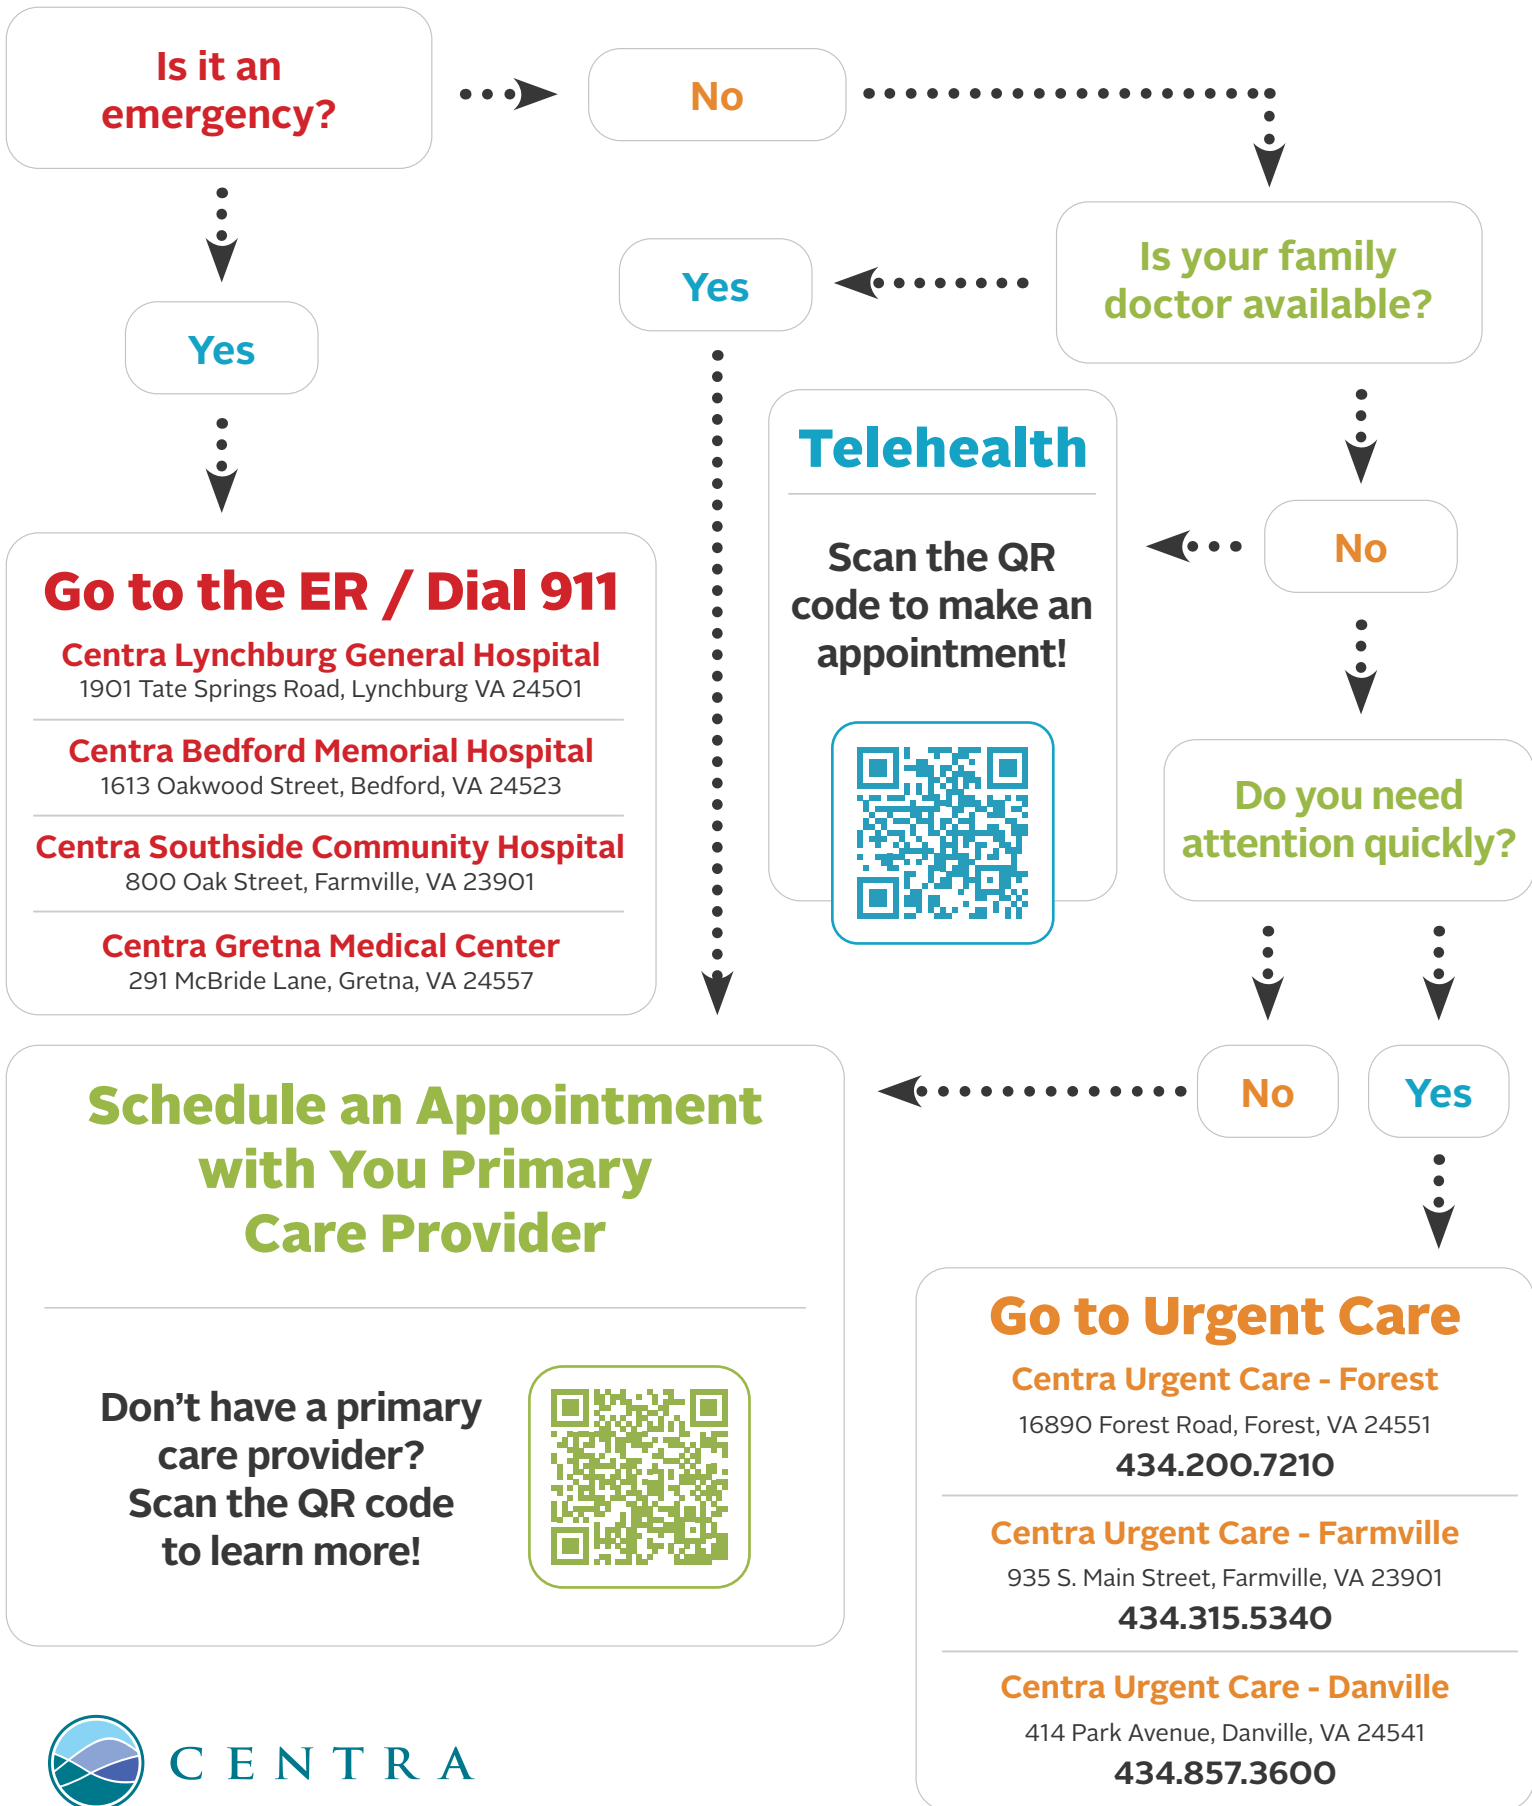 Is it an
emergency?
No
Yes
Is your family
doctor available?
Yes
Telehealth
Scan the QR
code to make an
appointment!
No
Go to the ER / Dial 911
Centra Lynchburg General Hospital
1901 Tate Springs Road, Lynchburg VA 24501
Centra Bedford Memorial Hospital
1613 Oakwood Street, Bedford, VA 24523
Centra Southside Community Hospital
800 Oak Street, Farmville, VA 23901
Centra Gretna Medical Center
291 McBride Lane, Gretna, VA 24557
Do you need
attention quickly?
No
Yes
Schedule an Appointment
with You Primary
Care Provider
Don't have a primary
care provider?
Scan the QR code
to learn more!
Go to Urgent Care
Centra Urgent Care - Forest
16890 Forest Road, Forest, VA 24551
434.200.7210
Centra Urgent Care - Farmville
935 S. Main Street, Farmville, VA 23901
434.315.5340
Centra Urgent Care - Danville
414 Park Avenue, Danville, VA 24541
434.857.3600
CENTRA